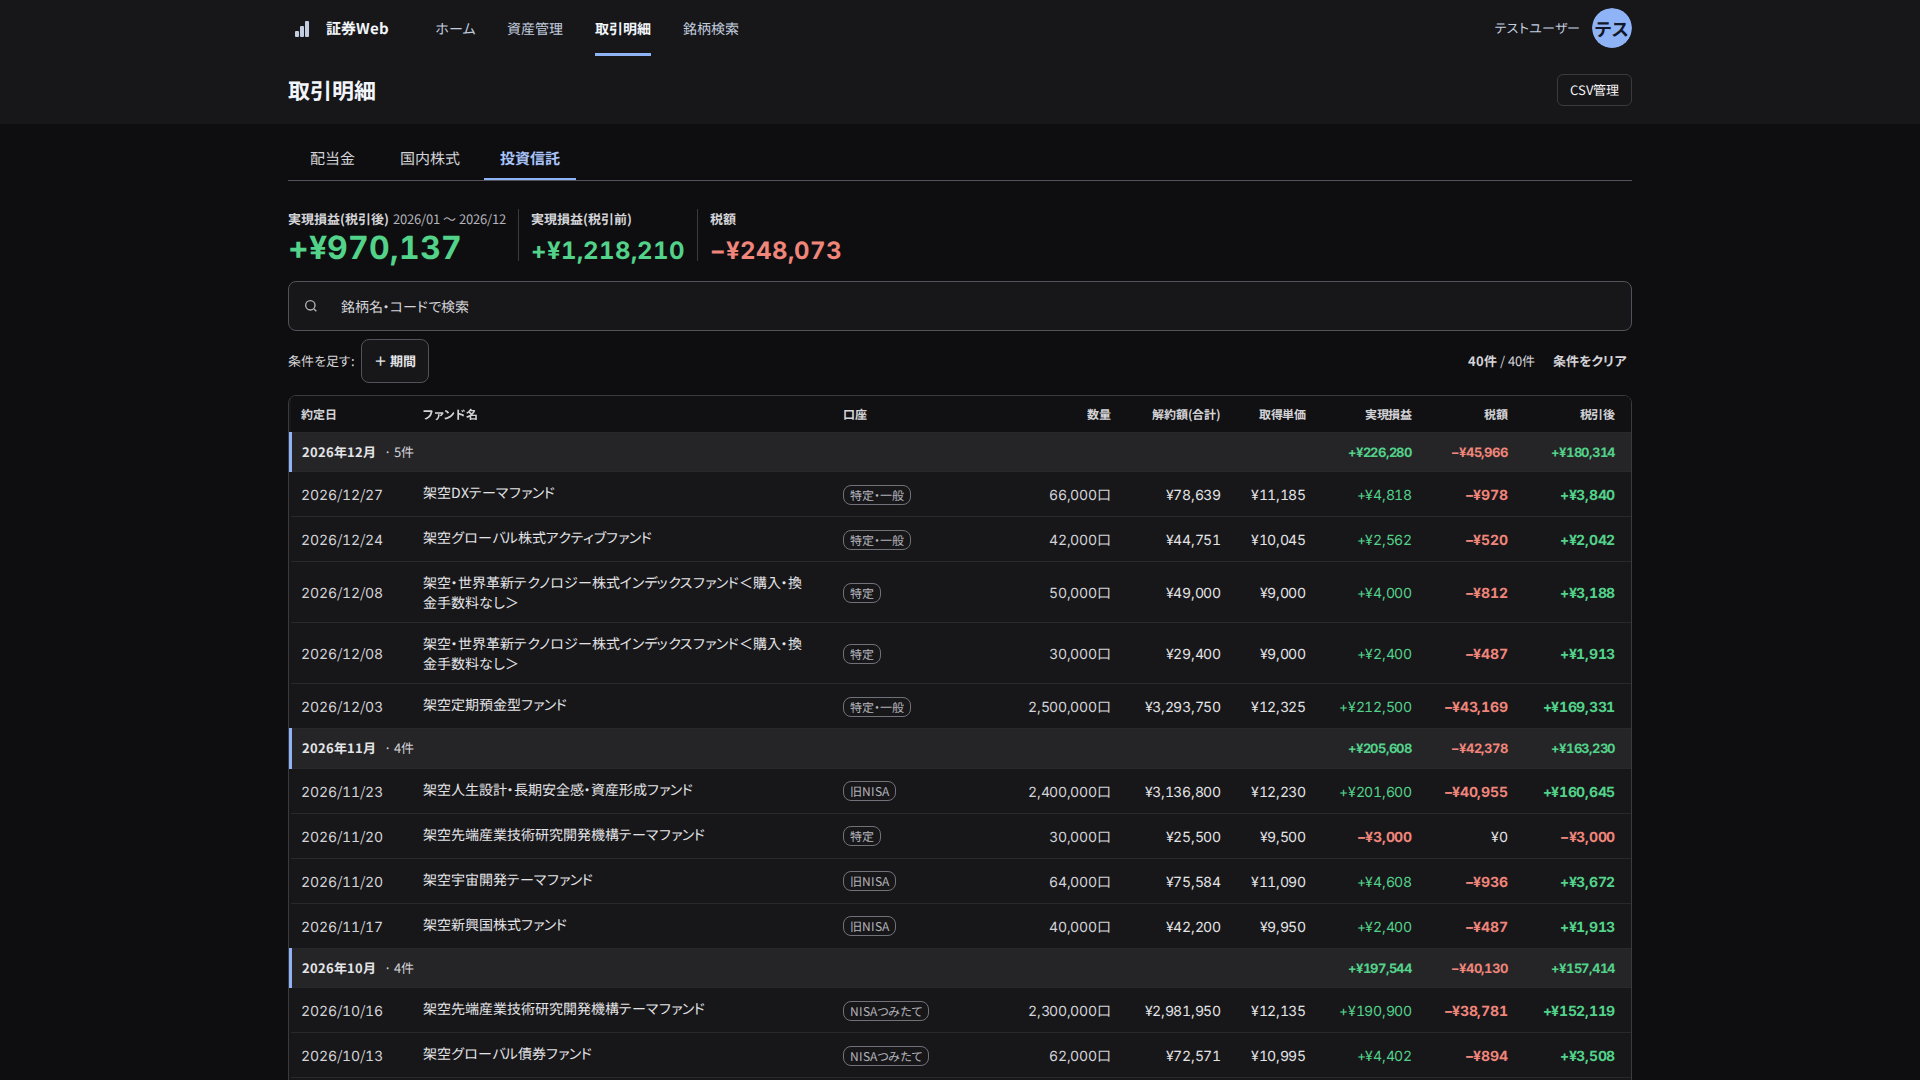 証券Web ホーム 資産管理 取引明細 銘柄検索 テストユーザー テス
取引明細 CSV管理
配当金 国内株式 投資信託
実現損益(税引後) 2026/01 ～ 2026/12 実現損益(税引前) 税額
+¥970,137 +¥1,218,210 −¥248,073
銘柄名・コードで検索
条件を足す: ＋ 期間 40件 / 40件 条件をクリア
約定日 ファンド名 口座 数量 解約額(合計) 取得単価 実現損益 税額 税引後
2026年12月 · 5件 +¥226,280 −¥45,966 +¥180,314
2026/12/27 架空DXテーマファンド 特定・一般 66,000口 ¥78,639 ¥11,185 +¥4,818 −¥978 +¥3,840
2026/12/24 架空グローバル株式アクティブファンド 特定・一般 42,000口 ¥44,751 ¥10,045 +¥2,562 −¥520 +¥2,042
2026/12/08 架空・世界革新テクノロジー株式インデックスファンド＜購入・換 特定 50,000口 ¥49,000 ¥9,000 +¥4,000 −¥812 +¥3,188
金手数料なし＞
2026/12/08 架空・世界革新テクノロジー株式インデックスファンド＜購入・換 特定 30,000口 ¥29,400 ¥9,000 +¥2,400 −¥487 +¥1,913
金手数料なし＞
2026/12/03 架空定期預金型ファンド 特定・一般 2,500,000口 ¥3,293,750 ¥12,325 +¥212,500 −¥43,169 +¥169,331
2026年11月 · 4件 +¥205,608 −¥42,378 +¥163,230
2026/11/23 架空人生設計・長期安全感・資産形成ファンド 旧NISA 2,400,000口 ¥3,136,800 ¥12,230 +¥201,600 −¥40,955 +¥160,645
2026/11/20 架空先端産業技術研究開発機構テーマファンド 特定 30,000口 ¥25,500 ¥9,500 −¥3,000 ¥0 −¥3,000
2026/11/20 架空宇宙開発テーマファンド 旧NISA 64,000口 ¥75,584 ¥11,090 +¥4,608 −¥936 +¥3,672
2026/11/17 架空新興国株式ファンド 旧NISA 40,000口 ¥42,200 ¥9,950 +¥2,400 −¥487 +¥1,913
2026年10月 · 4件 +¥197,544 −¥40,130 +¥157,414
2026/10/16 架空先端産業技術研究開発機構テーマファンド NISAつみたて 2,300,000口 ¥2,981,950 ¥12,135 +¥190,900 −¥38,781 +¥152,119
2026/10/13 架空グローバル債券ファンド NISAつみたて 62,000口 ¥72,571 ¥10,995 +¥4,402 −¥894 +¥3,508